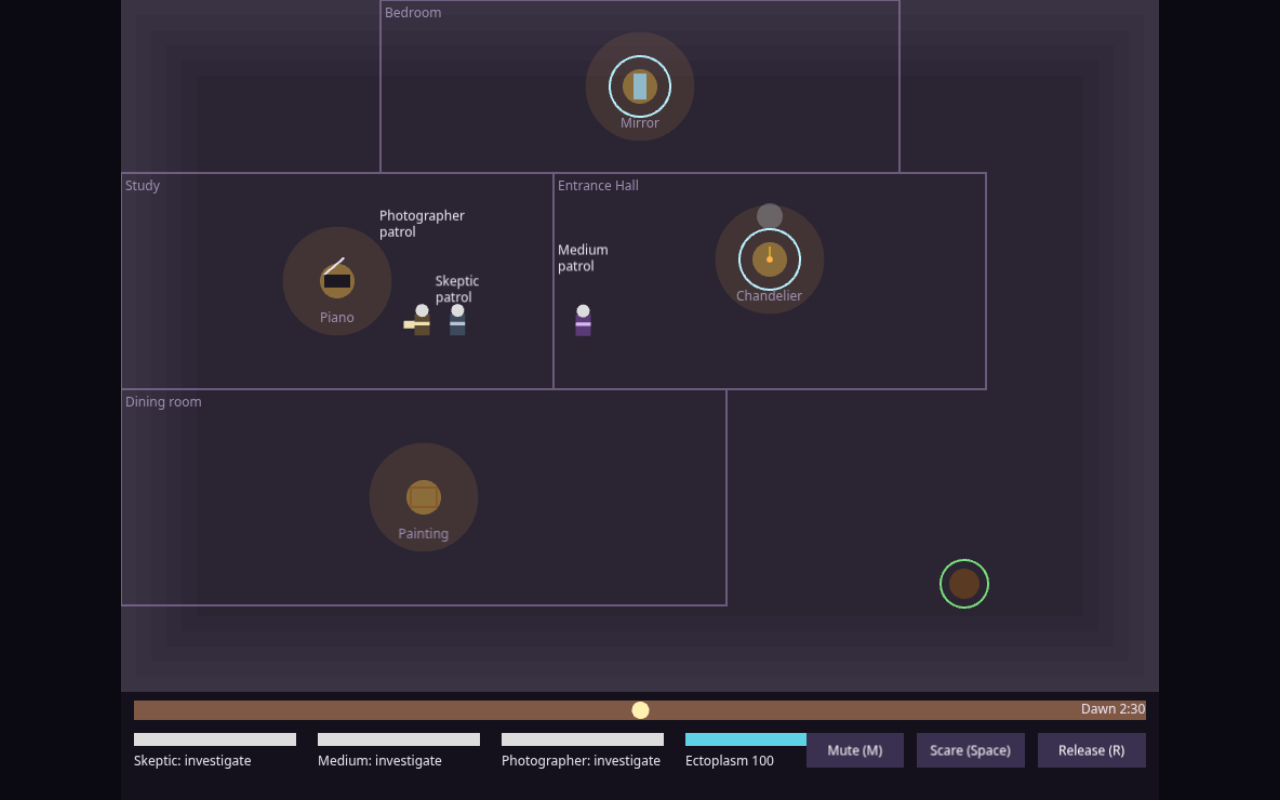 Bedroom
Mirror
Study
Entrance Hall
Photographer
patrol
Medium
patrol
Skeptic
patrol
Chandelier
Piano
Dining room
Painting
Dawn 2:30
Skeptic: investigate
Medium: investigate
Photographer: investigate
Ectoplasm 100
Mute (M)
Scare (Space)
Release (R)